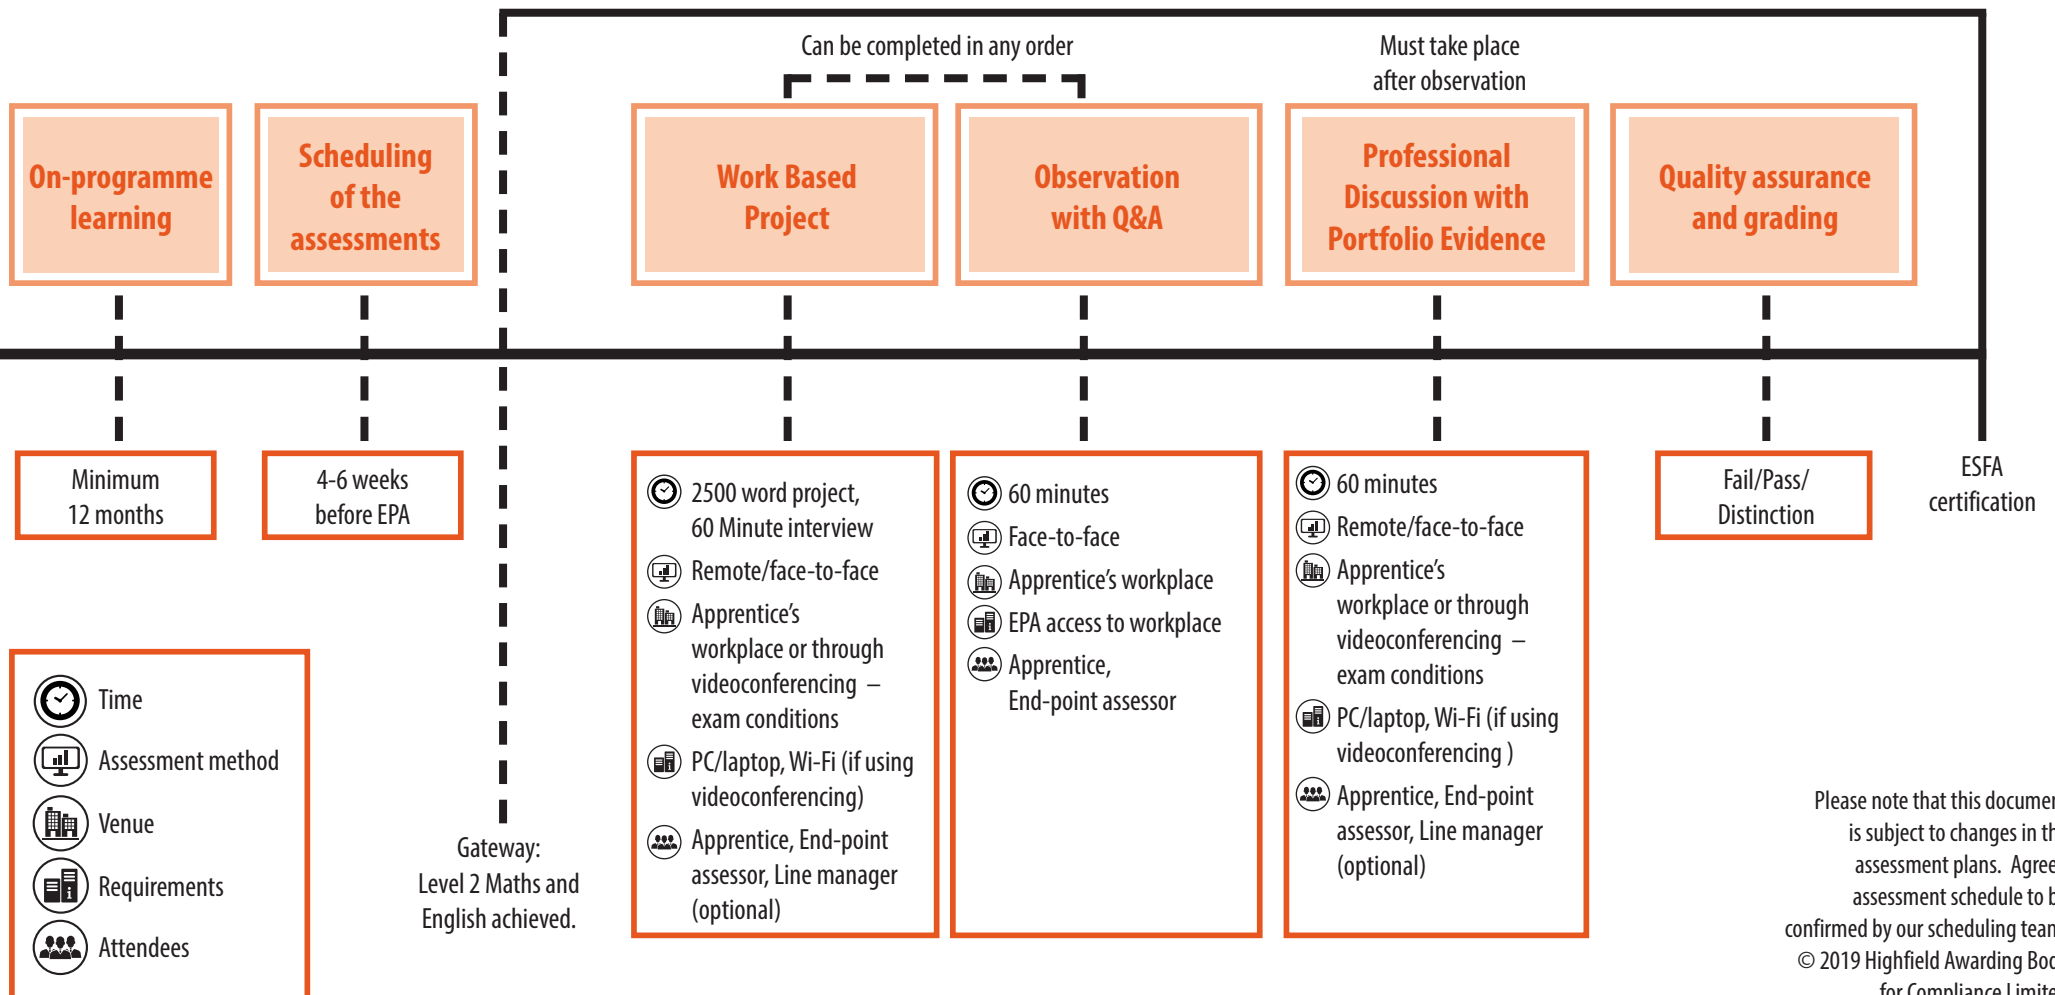 Can be completed in any order
Must take place
after observation
On-programme
learning
Scheduling
of the
assessments
Work Based
Project
Observation
with Q&A
Professional
Discussion with
Portfolio Evidence
Quality assurance
and grading
Minimum
12 months
4-6 weeks
before EPA
Gateway:
Level 2 Maths and
English achieved.
2500 word project,
60 Minute interview
Remote/face-to-face
Apprentice's
workplace or through
videoconferencing –
exam conditions
PC/laptop, Wi-Fi (if using
videoconferencing)
Apprentice, End-point
assessor, Line manager
(optional)
60 minutes
Face-to-face
Apprentice's workplace
EPA access to workplace
Apprentice,
End-point assessor
60 minutes
Remote/face-to-face
Apprentice's
workplace or through
videoconferencing –
exam conditions
PC/laptop, Wi-Fi (if using
videoconferencing )
Apprentice, End-point
assessor, Line manager
(optional)
Fail/Pass/
Distinction
ESFA
certification
Time
Assessment method
Venue
Requirements
Attendees
Please note that this documen
is subject to changes in th
assessment plans. Agree
assessment schedule to b
confirmed by our scheduling team
© 2019 Highfield Awarding Bod
for Compliance Limite